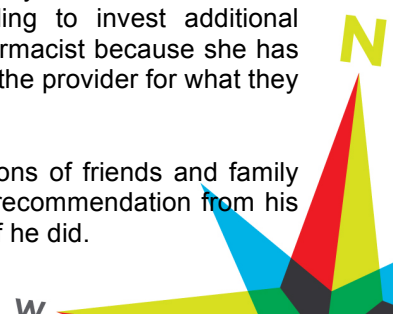 ling to invest additional
rmacist because she has
the provider for what they
N
ons of friends and family
recommendation from his
f he did.
W